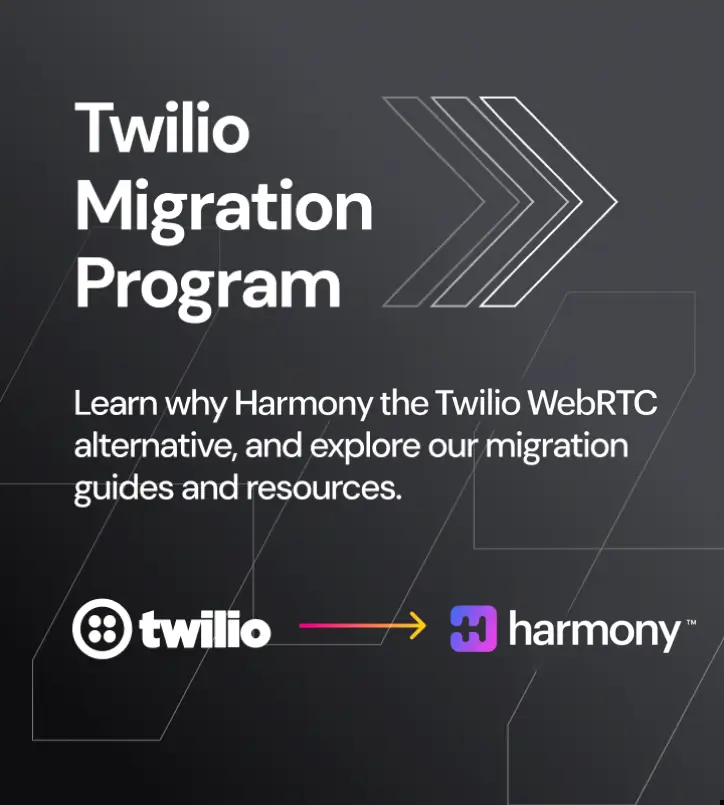 Twilio
Migration
Program
Learn why Harmony the Twilio WebRTC
alternative, and explore our migration
guides and resources.
twilio
harmony™